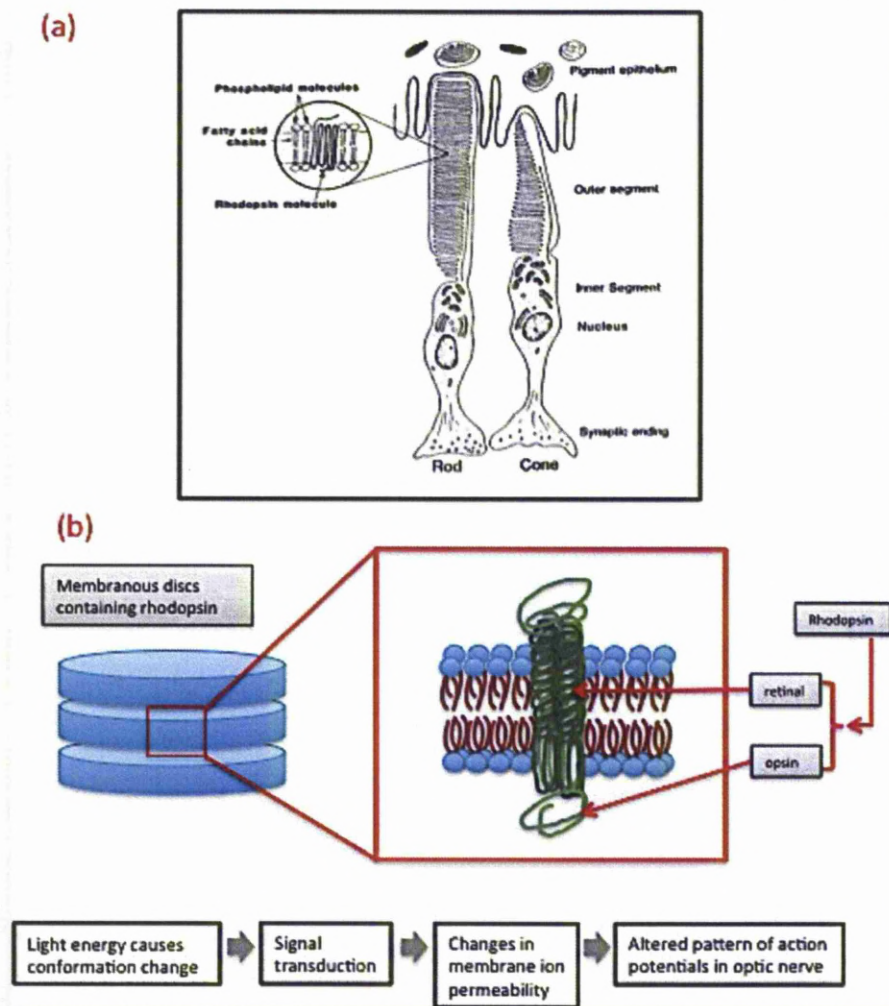 (a)
Pigment epithelium
Phospholipid molecules
Fatty acid
chains
Rhodopsin molecule
Outer segment
Inner Segment
Nucleus
Synaptic ending
Rod
Cone
(b)
Membranous discs
containing rhodopsin
Rhodopsin
retinal
opsin
Light energy causes
conformation change
Signal
transduction
Changes in
membrane ion
permeability
Altered pattern of action
potentials in optic nerve